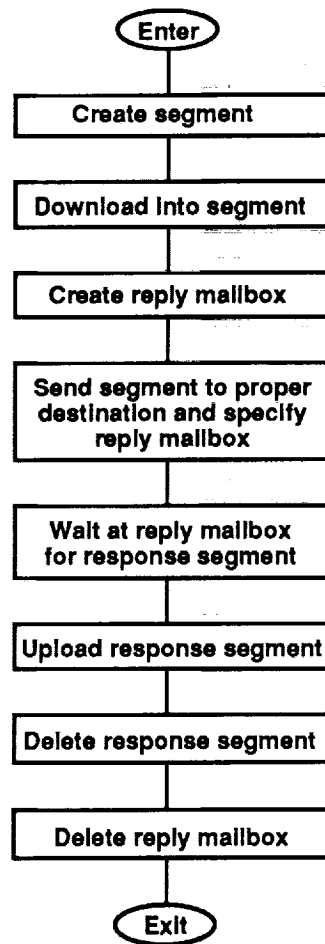 Enter
Create segment
Download into segment
Create reply mailbox
Send segment to proper
destination and specify
reply mailbox
Wait at reply mailbox
for response segment
Upload response segment
Delete response segment
Delete reply mailbox
Exit